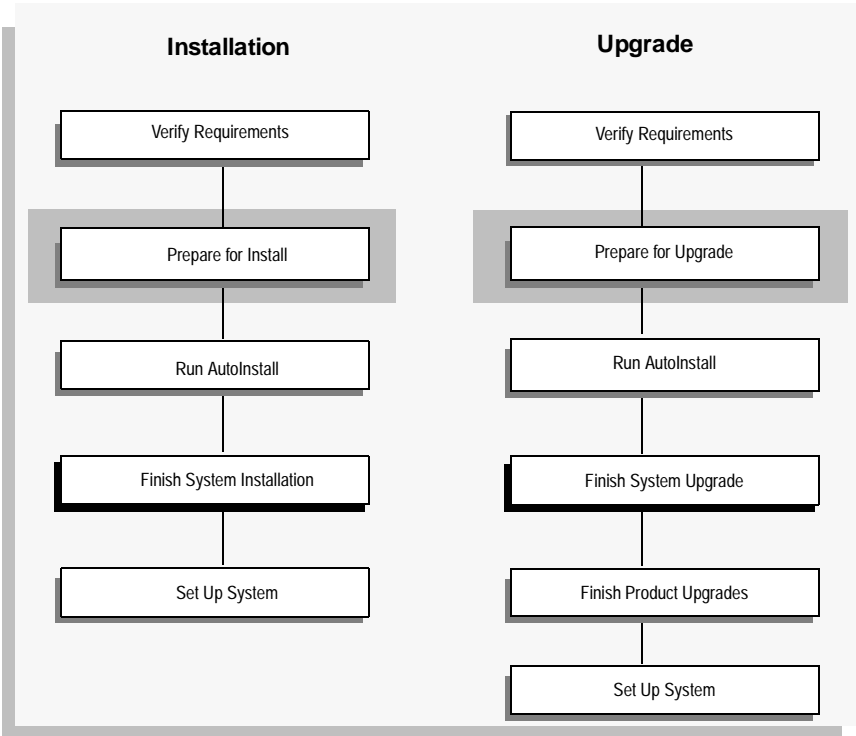 Installation
Verify Requirements
Prepare for Install
Run AutoInstall
Finish System Installation
Set Up System
Upgrade
Verify Requirements
Prepare for Upgrade
Run AutoInstall
Finish System Upgrade
Finish Product Upgrades
Set Up System